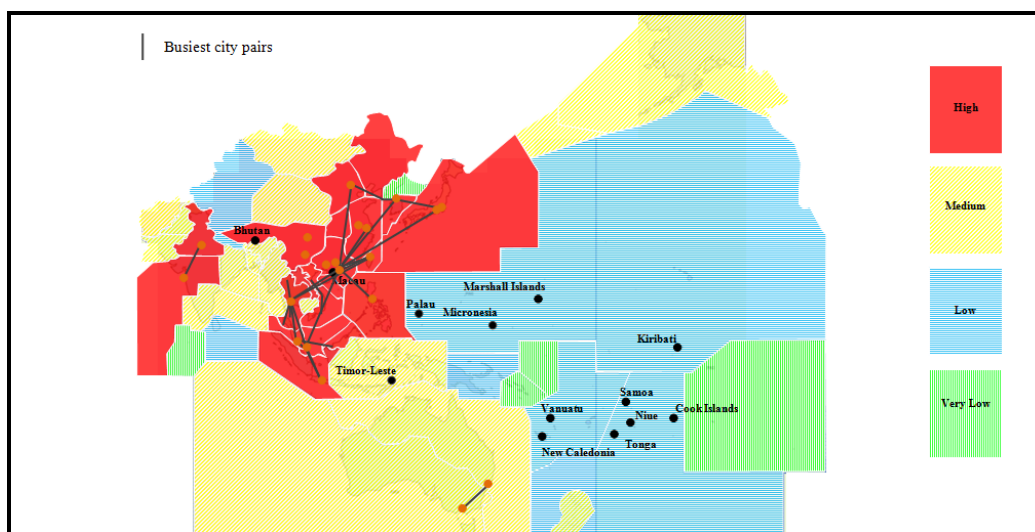 Busiest city pairs
High
Medium
Bhutan
Macau
Marshall Islands
Palau
Micronesia
Low
Kiribati
Timor-Leste
Samoa
Vanuatu
Cook Islands
Niue
Very Low
Tonga
New Caledonia